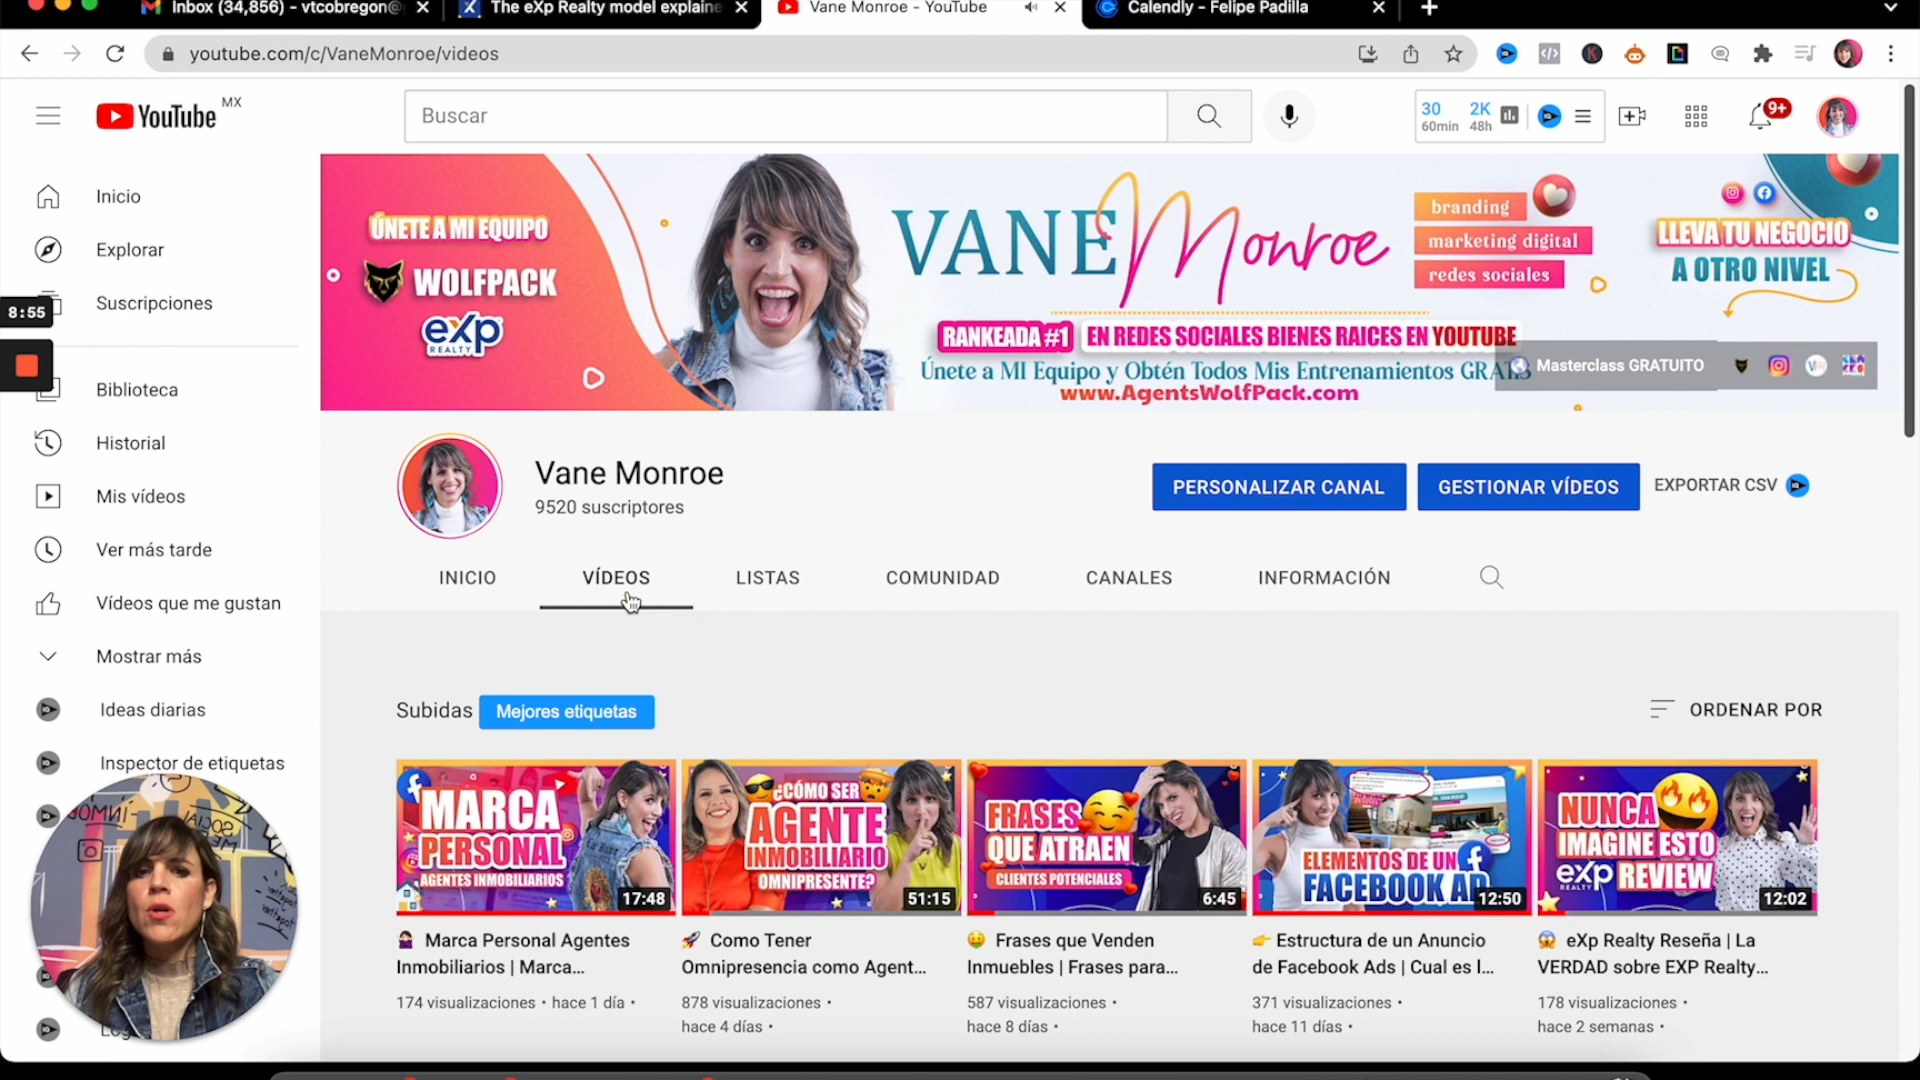 Inbox (34,856) - vtcobregon@
The eXp Realty model explaine
Vane Monroe - YouTube
Calendly - Felipe Padilla
youtube.com/c/VaneMonroe/videos
YouTube MX
Buscar
30
60min
2K
48h
9+
Inicio
Explorar
Suscripciones
8:55
Biblioteca
Historial
Mis vídeos
Ver más tarde
Vídeos que me gustan
Mostrar más
Ideas diarias
Inspector de etiquetas
ÚNETE A MI EQUIPO
WOLFPACK
eXp
REALTY
VANE Monroe
branding
marketing digital
redes sociales
LLEVA TU NEGOCIO
A OTRO NIVEL
RANKEADA #1 EN REDES SOCIALES BIENES RAICES EN YOUTUBE
Únete a MI Equipo y Obtén Todos Mis Entrenamientos GRATIS
www.AgentsWolfPack.com
Masterclass GRATUITO
Vane Monroe
9520 suscriptores
PERSONALIZAR CANAL
GESTIONAR VÍDEOS
EXPORTAR CSV
INICIO
VÍDEOS
LISTAS
COMUNIDAD
CANALES
INFORMACIÓN
Subidas
Mejores etiquetas
ORDENAR POR
MARCA
PERSONAL
AGENTES INMOBILIARIOS
17:48
¿CÓMO SER
AGENTE
INMOBILIARIO
OMNIPRESENTE?
51:15
FRASES
QUE ATRAEN
CLIENTES POTENCIALES
6:45
ELEMENTOS DE UN
FACEBOOK AD
12:50
NUNCA
IMAGINE ESTO
eXp REVIEW
REALTY
12:02
Marca Personal Agentes
Inmobiliarios | Marca...
174 visualizaciones • hace 1 día •
Como Tener
Omnipresencia como Agent...
878 visualizaciones •
hace 4 días •
Frases que Venden
Inmuebles | Frases para...
587 visualizaciones •
hace 8 días •
Estructura de un Anuncio
de Facebook Ads | Cual es l...
371 visualizaciones •
hace 11 días •
eXp Realty Reseña | La
VERDAD sobre EXP Realty...
178 visualizaciones •
hace 2 semanas •